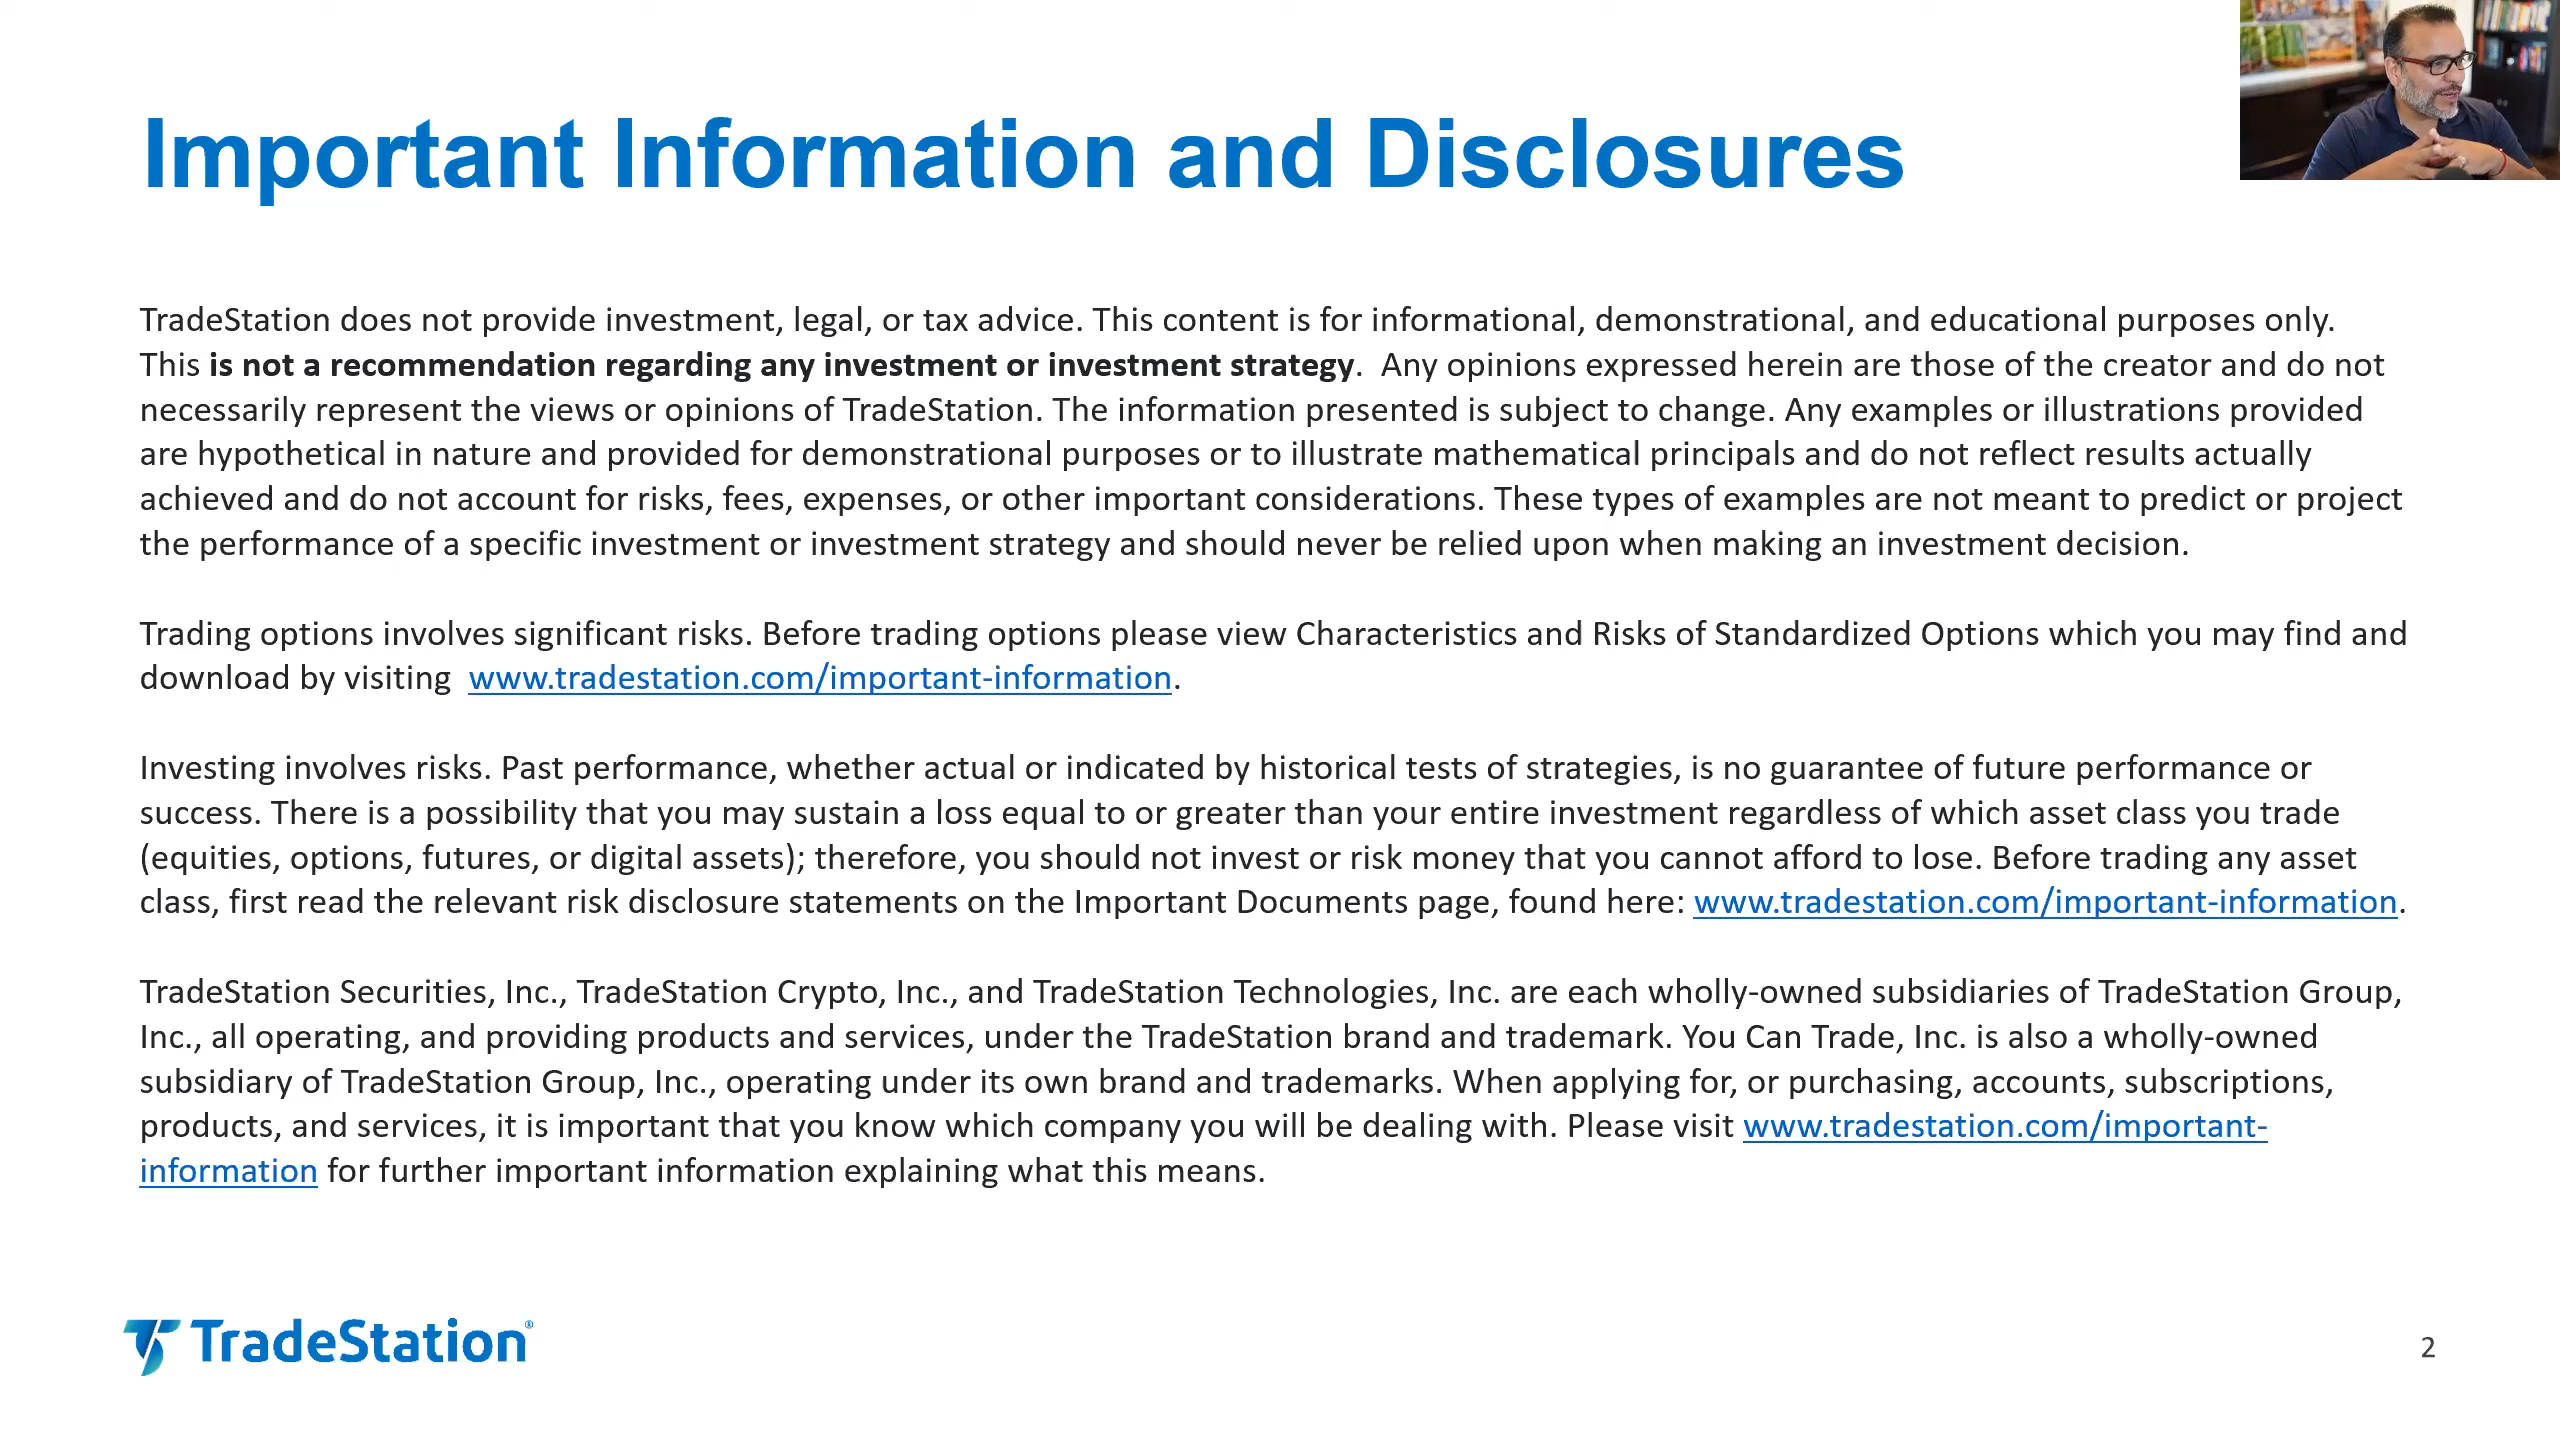 Important Information and Disclosures
TradeStation does not provide investment, legal, or tax advice. This content is for informational, demonstrational, and educational purposes only.
This is not a recommendation regarding any investment or investment strategy.  Any opinions expressed herein are those of the creator and do not
necessarily represent the views or opinions of TradeStation. The information presented is subject to change. Any examples or illustrations provided
are hypothetical in nature and provided for demonstrational purposes or to illustrate mathematical principals and do not reflect results actually
achieved and do not account for risks, fees, expenses, or other important considerations. These types of examples are not meant to predict or project
the performance of a specific investment or investment strategy and should never be relied upon when making an investment decision.
Trading options involves significant risks. Before trading options please view Characteristics and Risks of Standardized Options which you may find and
download by visiting  www.tradestation.com/important-information.
Investing involves risks. Past performance, whether actual or indicated by historical tests of strategies, is no guarantee of future performance or
success. There is a possibility that you may sustain a loss equal to or greater than your entire investment regardless of which asset class you trade
(equities, options, futures, or digital assets); therefore, you should not invest or risk money that you cannot afford to lose. Before trading any asset
class, first read the relevant risk disclosure statements on the Important Documents page, found here: www.tradestation.com/important-information.
TradeStation Securities, Inc., TradeStation Crypto, Inc., and TradeStation Technologies, Inc. are each wholly-owned subsidiaries of TradeStation Group,
Inc., all operating, and providing products and services, under the TradeStation brand and trademark. You Can Trade, Inc. is also a wholly-owned
subsidiary of TradeStation Group, Inc., operating under its own brand and trademarks. When applying for, or purchasing, accounts, subscriptions,
products, and services, it is important that you know which company you will be dealing with. Please visit www.tradestation.com/important-
information for further important information explaining what this means.
TradeStation®
2